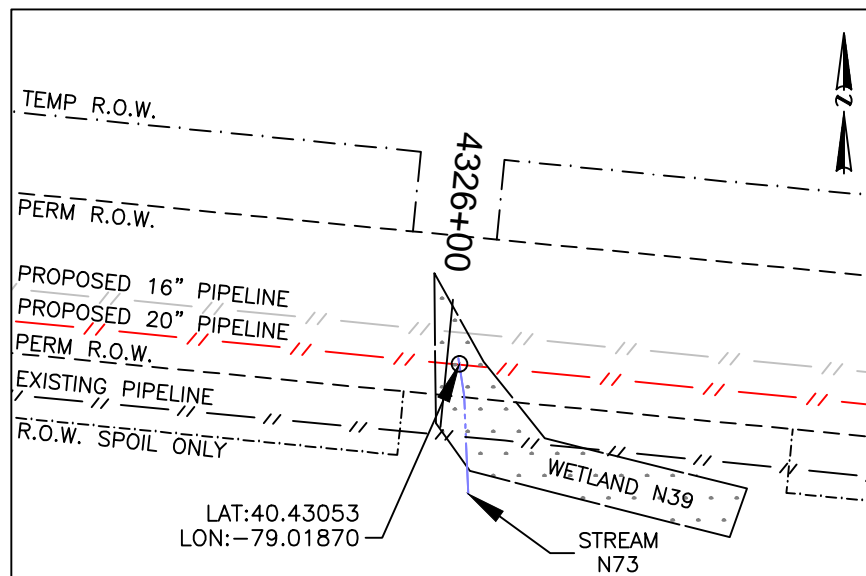 TEMP R.O.W.
4326+00
N
PERM R.O.W.
PROPOSED 16" PIPELINE
PROPOSED 20" PIPELINE
PERM R.O.W.
EXISTING PIPELINE
R.O.W. SPOIL ONLY
WETLAND N39
LAT:40.43053
LON:-79.01870
STREAM
N73